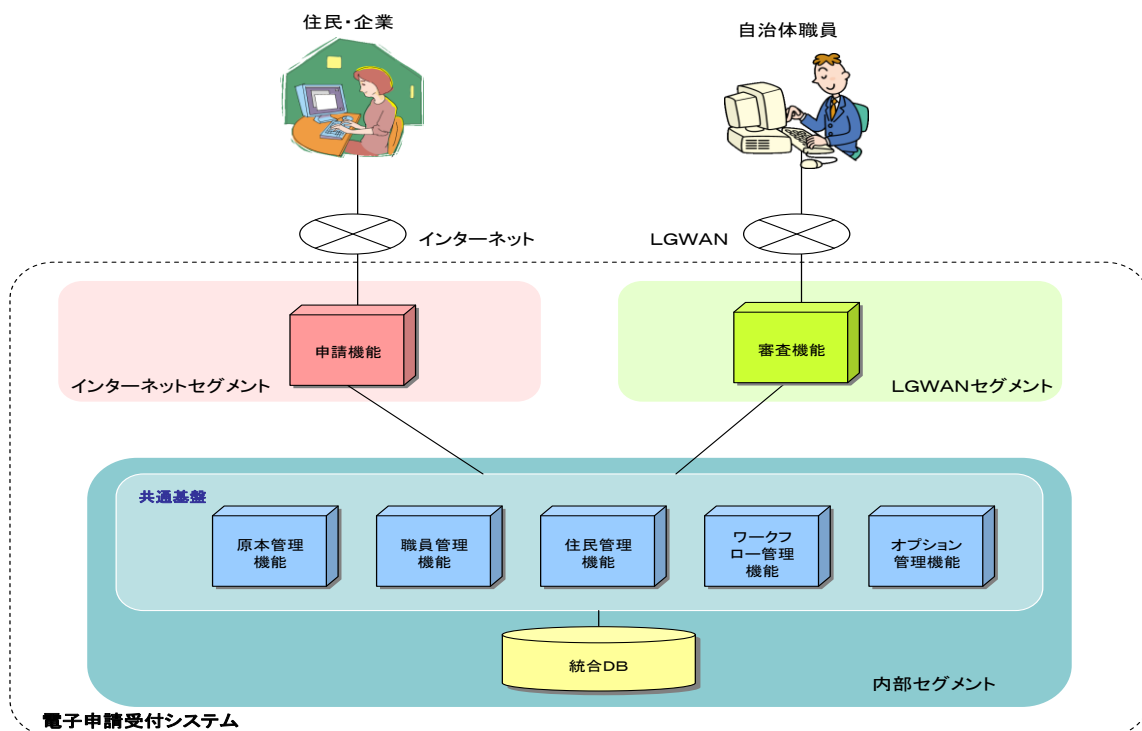 住民・企業
自治体職員
インターネット
LGWAN
申請機能
審査機能
インターネットセグメント
LGWANセグメント
共通基盤
原本管理
機能
職員管理
機能
住民管理
機能
ワークフ
ロー管理
機能
オプション
管理機能
統合DB
内部セグメント
電子申請受付システム